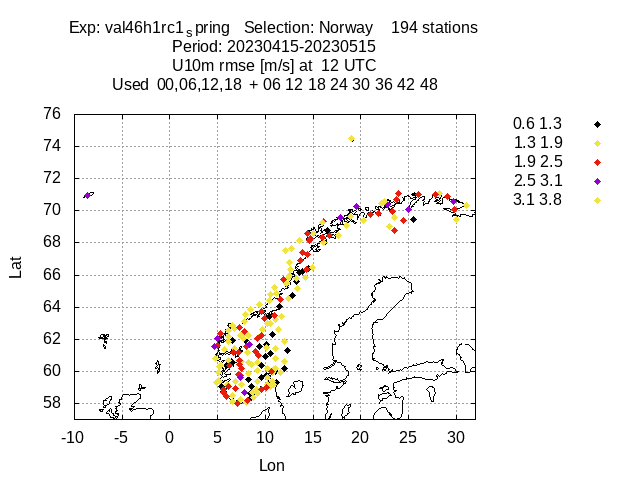 Exp: val46h1rc1spring   Selection: Norway    194 stations
Period: 20230415-20230515
U10m rmse [m/s] at  12 UTC
Used  00,06,12,18  + 06 12 18 24 30 36 42 48
0.6 1.3
1.3 1.9
1.9 2.5
2.5 3.1
3.1 3.8
76
74
72
70
68
66
64
62
60
58
Lat
-10 -5 0 5 10 15 20 25 30
Lon